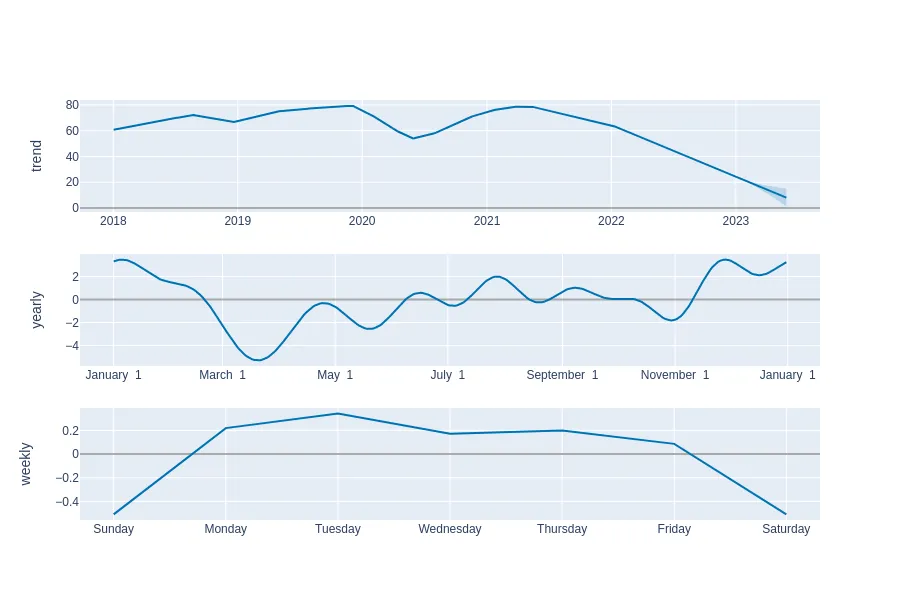 trend
80
60
40
20
0
2018 2019 2020 2021 2022 2023
yearly
2
0
−2
−4
January 1 March 1 May 1 July 1 September 1 November 1 January 1
weekly
0.2
0
−0.2
−0.4
Sunday Monday Tuesday Wednesday Thursday Friday Saturday